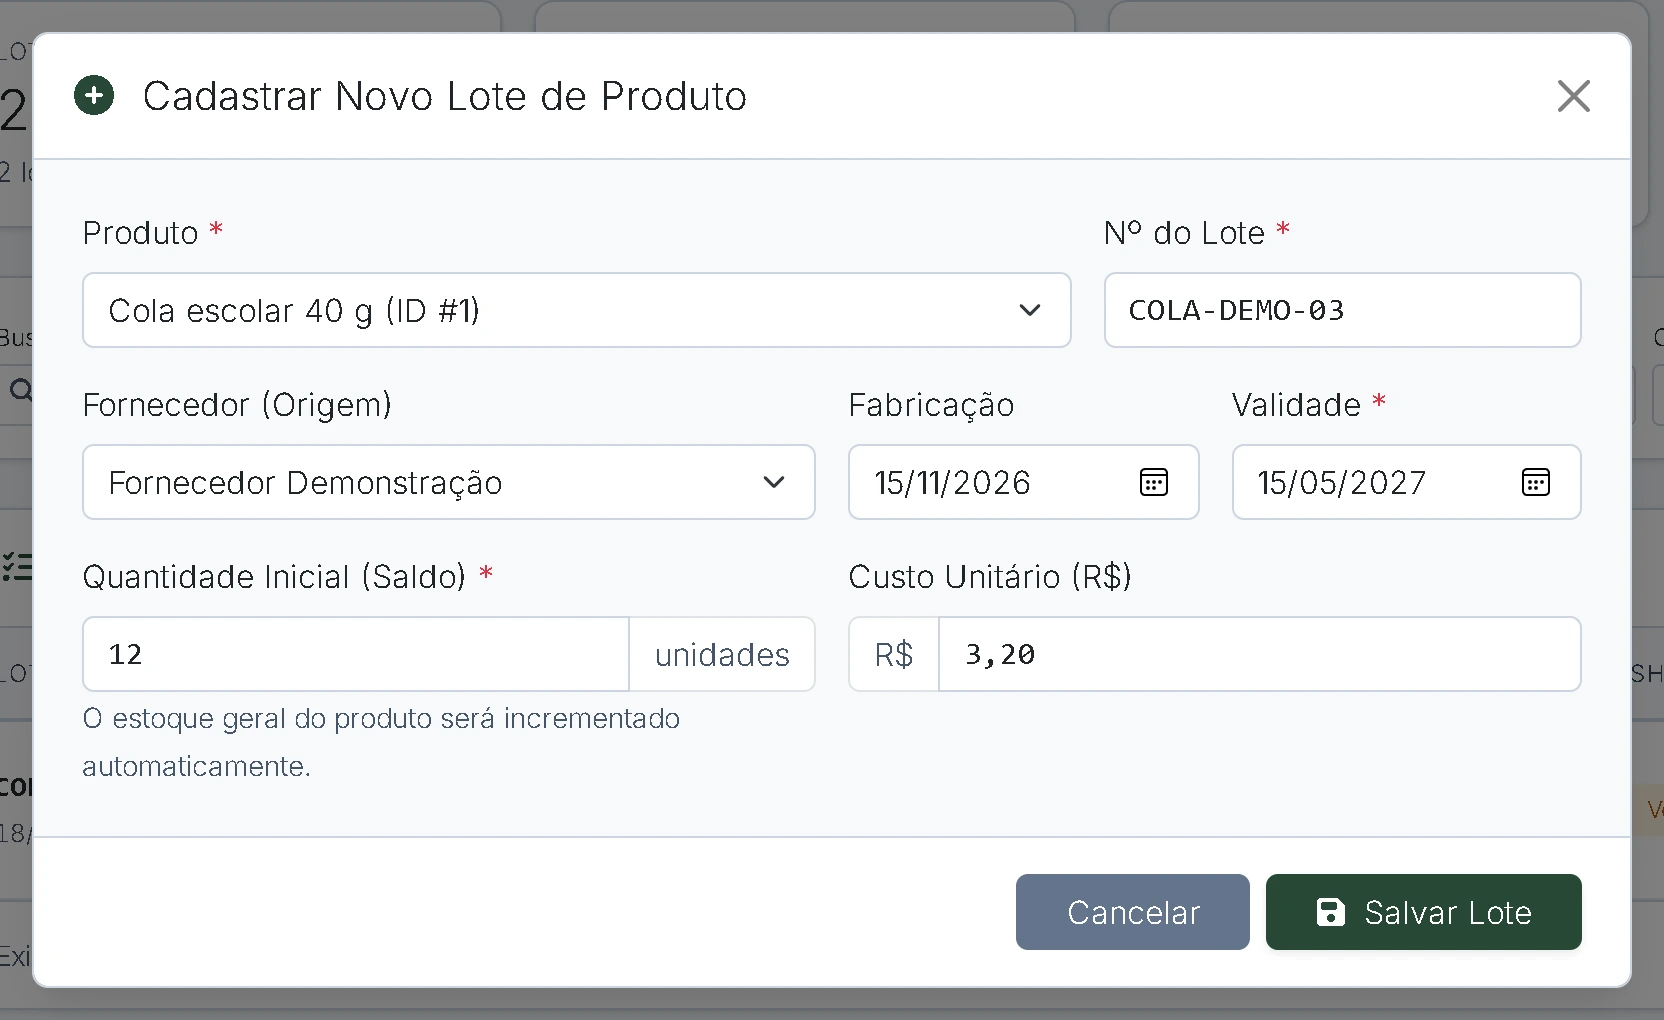 Cadastrar Novo Lote de Produto
Produto *
Nº do Lote *
Cola escolar 40 g (ID #1)
COLA-DEMO-03
Fornecedor (Origem)
Fabricação
Validade *
Fornecedor Demonstração
15/11/2026
15/05/2027
Quantidade Inicial (Saldo) *
Custo Unitário (R$)
12
unidades
R$
3,20
O estoque geral do produto será incrementado
automaticamente.
Cancelar
Salvar Lote